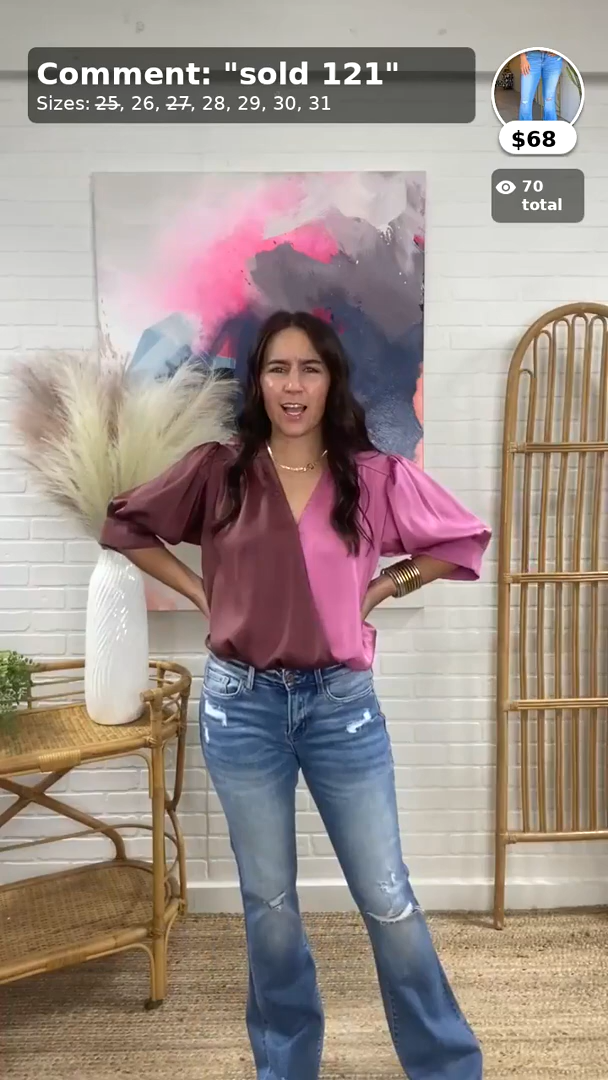 Comment: "sold 121"
Sizes: 25, 26, 27, 28, 29, 30, 31
$68
70
total